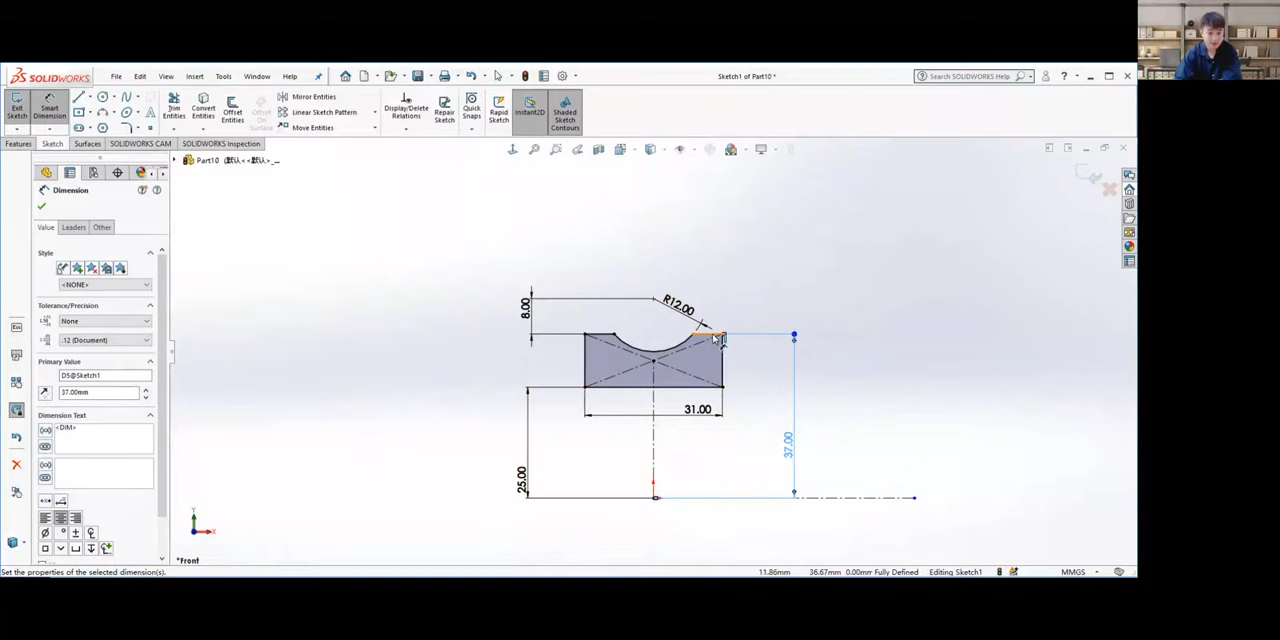 DS SOLIDWORKS
File
Edit
View
Insert
Tools
Window
Help
Sketch1 of Part10 *
Search SOLIDWORKS Help
Exit Sketch
Smart Dimension
Trim Entities
Convert Entities
Offset Entities
Offset On Surface
Mirror Entities
Linear Sketch Pattern
Move Entities
Display/Delete Relations
Repair Sketch
Quick Snaps
Rapid Sketch
Instant2D
Shaded Sketch Contours
Features
Sketch
Surfaces
SOLIDWORKS CAM
SOLIDWORKS Inspection
Part10 (默认<<默认>_...
Dimension
Value
Leaders
Other
Style
<NONE>
Tolerance/Precision
None
.12 (Document)
Primary Value
D5@Sketch1
37.00mm
Dimension Text
<DIM>
8.00
R12.00
31.00
25.00
37.00
Y
X
*Front
Set the properties of the selected dimension(s).
11.86mm
36.67mm
0.00mm
Fully Defined
Editing Sketch1
MMGS